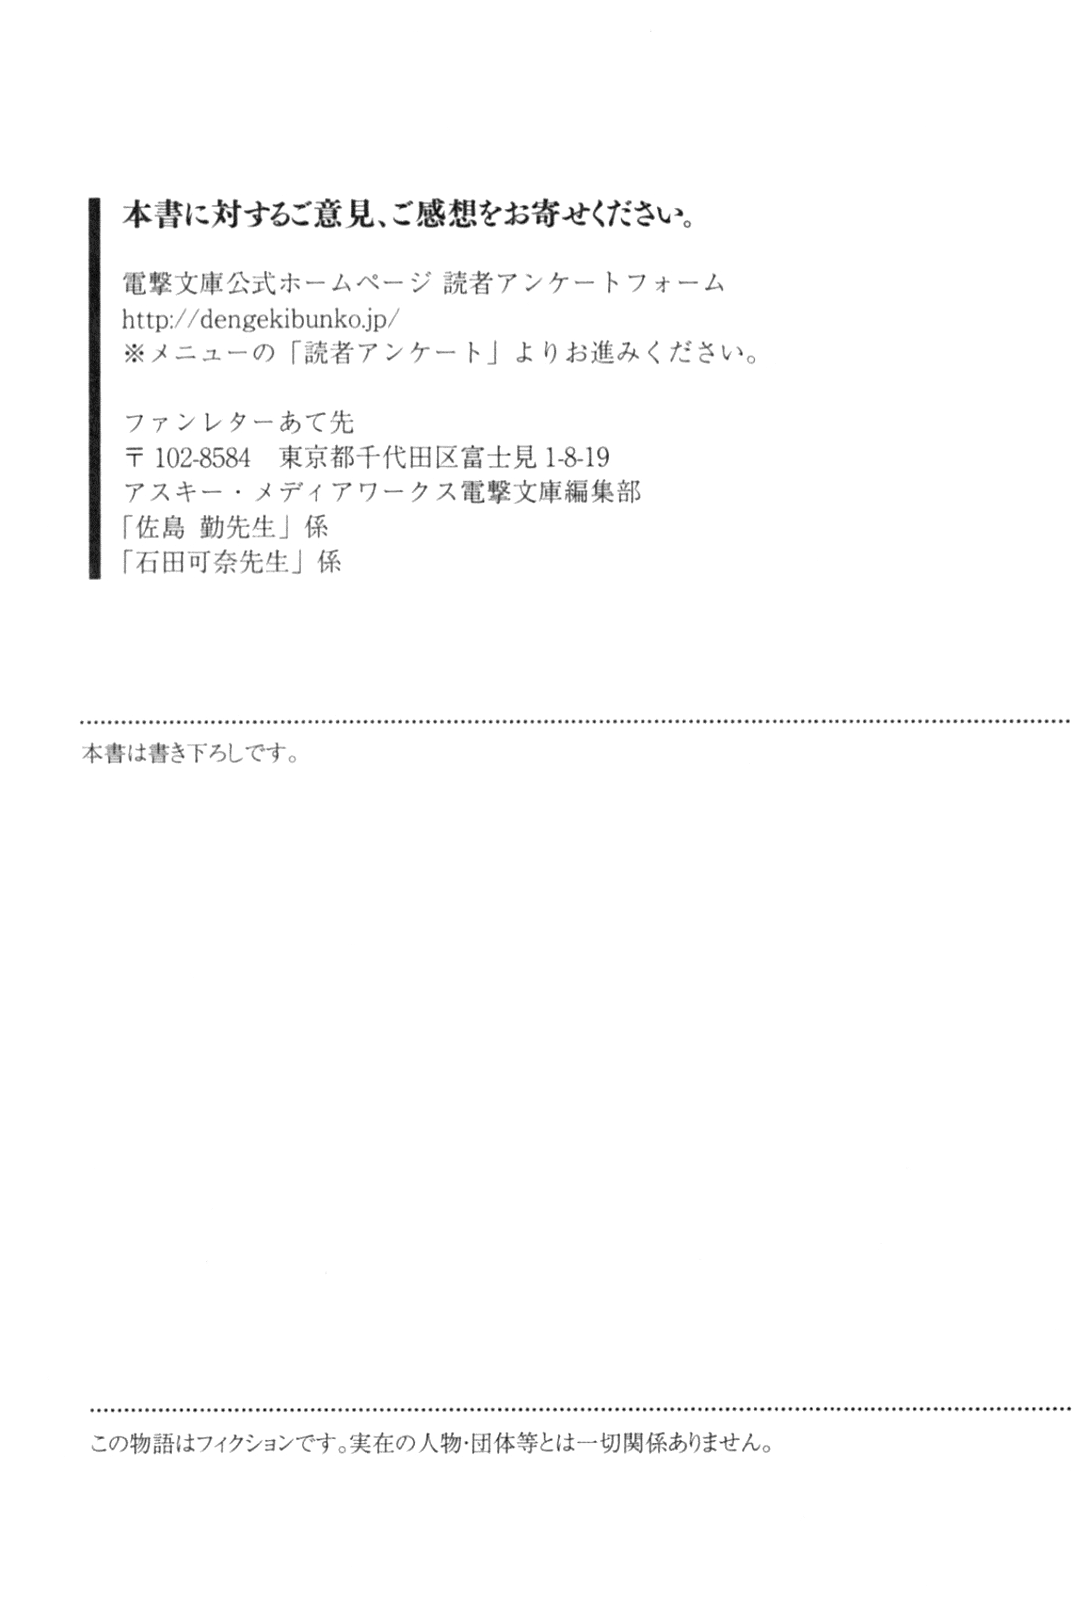 本書に対するご意見、ご感想をお寄せください。
電撃文庫公式ホームページ 読者アンケートフォーム
http://dengekibunko.jp/
※メニューの「読者アンケート」よりお進みください。
ファンレターあて先
〒 102-8584　東京都千代田区富士見 1-8-19
アスキー・メディアワークス電撃文庫編集部
「佐島 勤先生」係
「石田可奈先生」係
本書は書き下ろしです。
この物語はフィクションです。実在の人物・団体等とは一切関係ありません。